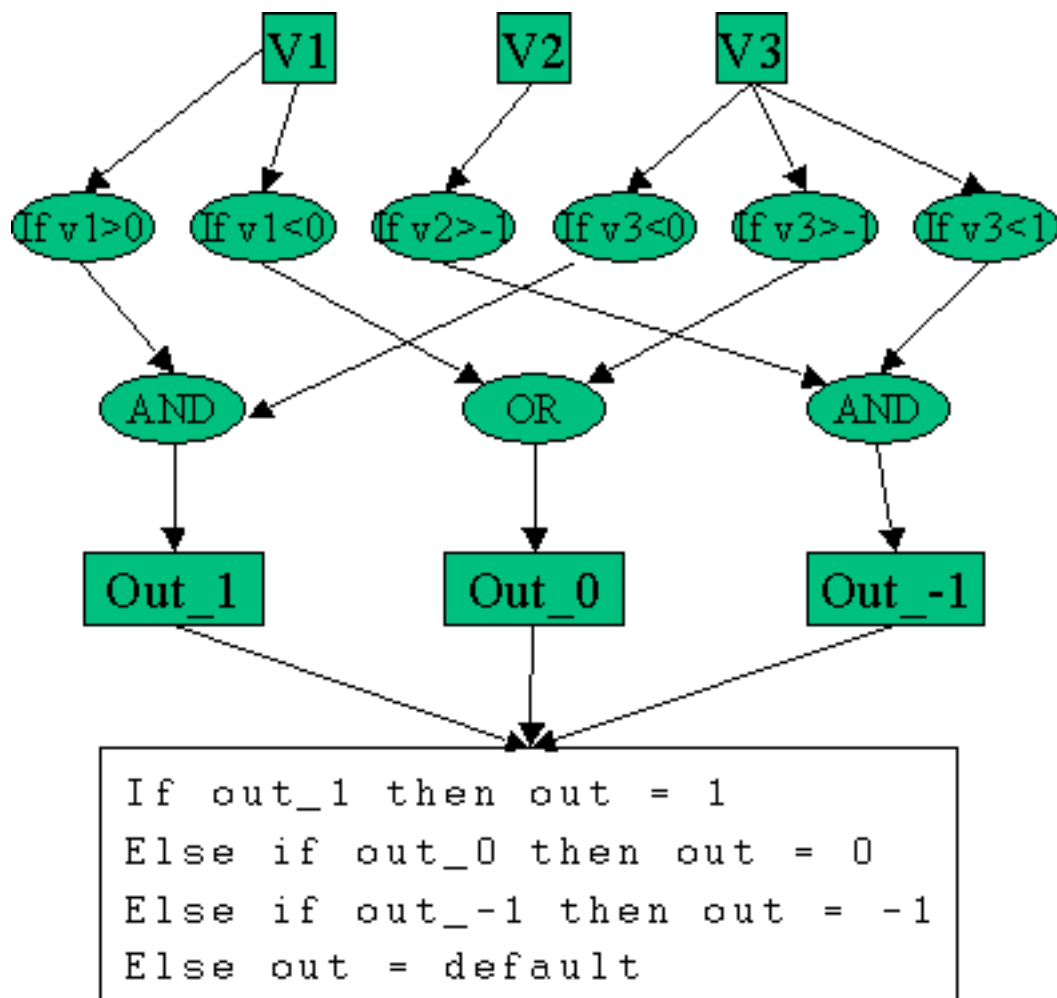 V1 V2 V3
If v1>0 If v1<0 If v2>-1 If v3<0 If v3>-1 If v3<1
AND OR AND
Out_1 Out_0 Out_-1
If out_1 then out = 1
Else if out_0 then out = 0
Else if out_-1 then out = -1
Else out = default